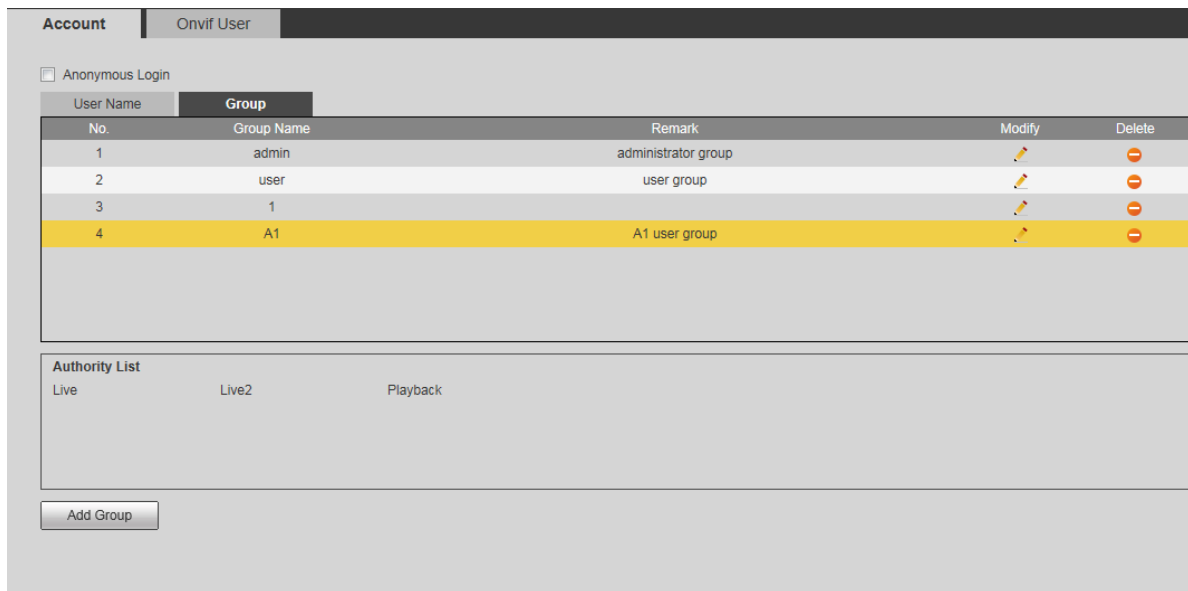 Account Onvif User
Anonymous Login
User Name Group
No. Group Name Remark Modify Delete
1 admin administrator group
2 user user group
3 1
4 A1 A1 user group
Authority List
Live Live2 Playback
Add Group